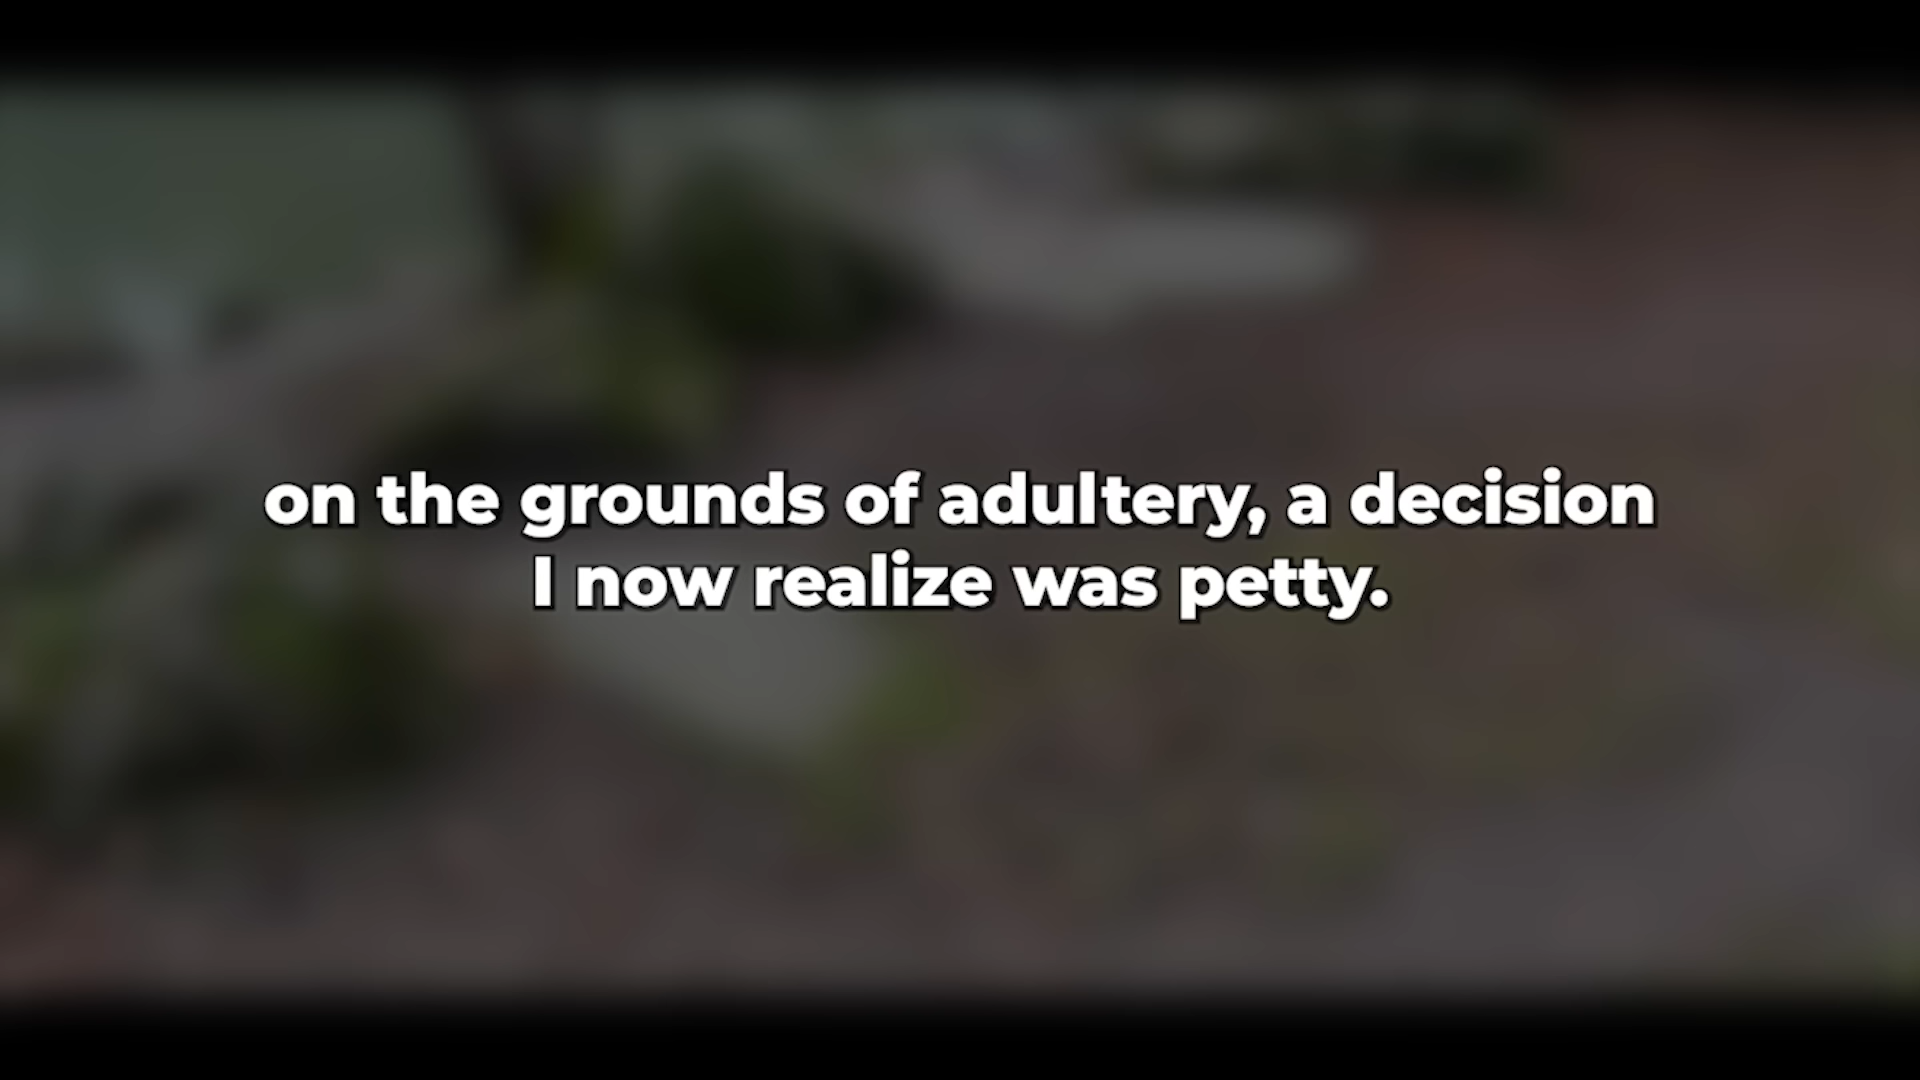 on the grounds of adultery, a decision
I now realize was petty.